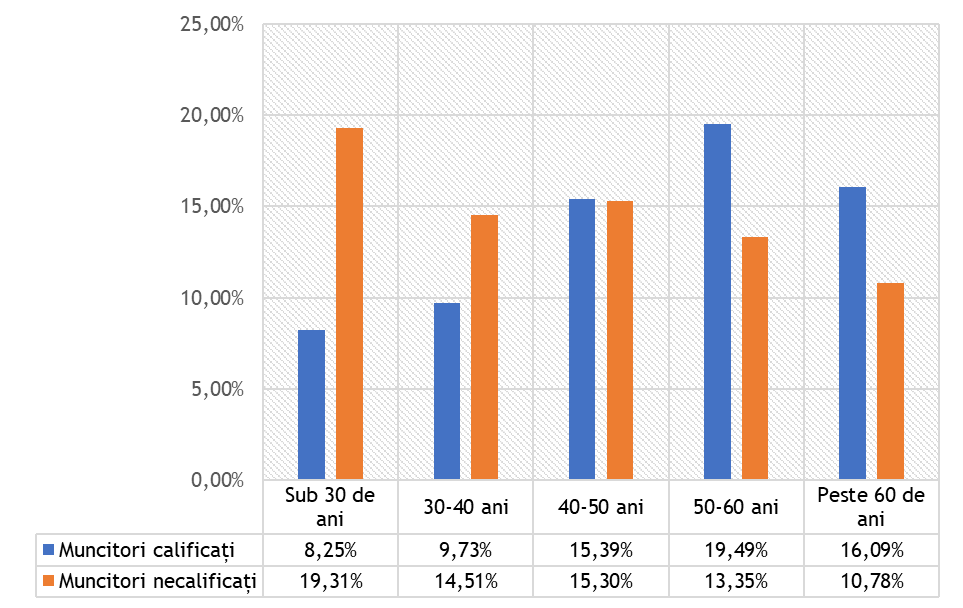 25,00%
20,00%
15,00%
10,00%
5,00%
0,00%
Sub 30 de ani
30-40 ani
40-50 ani
50-60 ani
Peste 60 de ani
Muncitori calificați 8,25% 9,73% 15,39% 19,49% 16,09%
Muncitori necalificați 19,31% 14,51% 15,30% 13,35% 10,78%